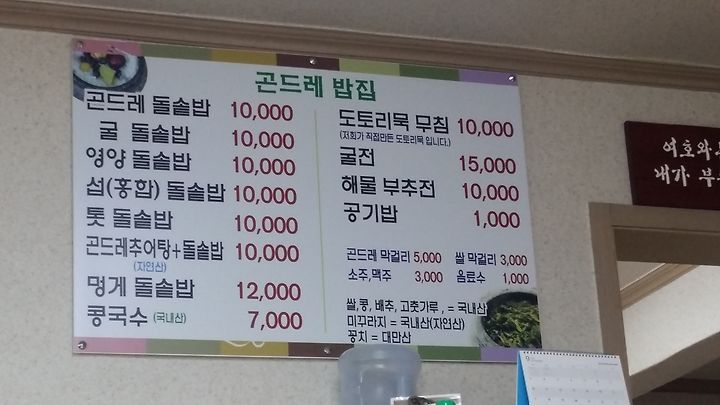 곤드레 밥집
곤드레 돌솥밥 10,000
굴 돌솥밥 10,000
영양 돌솥밥 10,000
섭(홍합) 돌솥밥 10,000
톳 돌솥밥 10,000
곤드레추어탕+돌솥밥 10,000
(자연산)
멍게 돌솥밥 12,000
콩국수 (국내산) 7,000
도토리묵 무침 10,000
(저희가 직접만든 도토리묵 입니다.)
굴전 15,000
해물 부추전 10,000
공기밥 1,000
곤드레 막걸리 5,000 쌀 막걸리 3,000
소주,맥주 3,000 음료수 1,000
쌀,콩, 배추, 고춧가루 , = 국내산
미꾸라지 = 국내산(자연산)
꽁치 = 대만산
여호와
내가 부